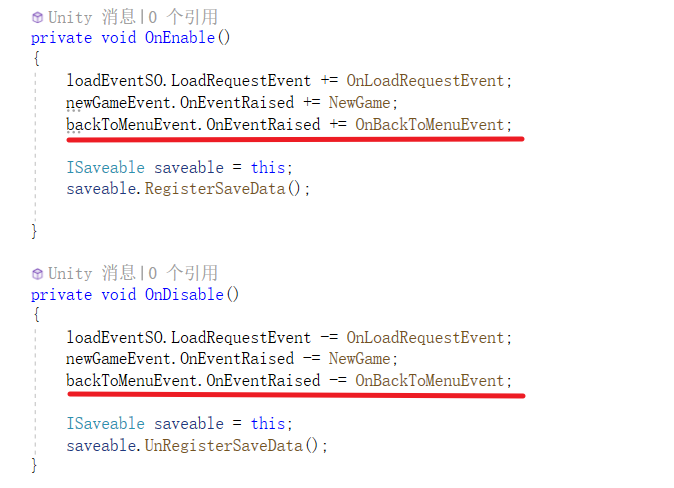 Unity 消息|0 个引用
private void OnEnable()
{
loadEventSO.LoadRequestEvent += OnLoadRequestEvent;
newGameEvent.OnEventRaised += NewGame;
backToMenuEvent.OnEventRaised += OnBackToMenuEvent;
ISaveable saveable = this;
saveable.RegisterSaveData();
}
Unity 消息|0 个引用
private void OnDisable()
{
loadEventSO.LoadRequestEvent -= OnLoadRequestEvent;
newGameEvent.OnEventRaised -= NewGame;
backToMenuEvent.OnEventRaised -= OnBackToMenuEvent;
ISaveable saveable = this;
saveable.UnRegisterSaveData();
}